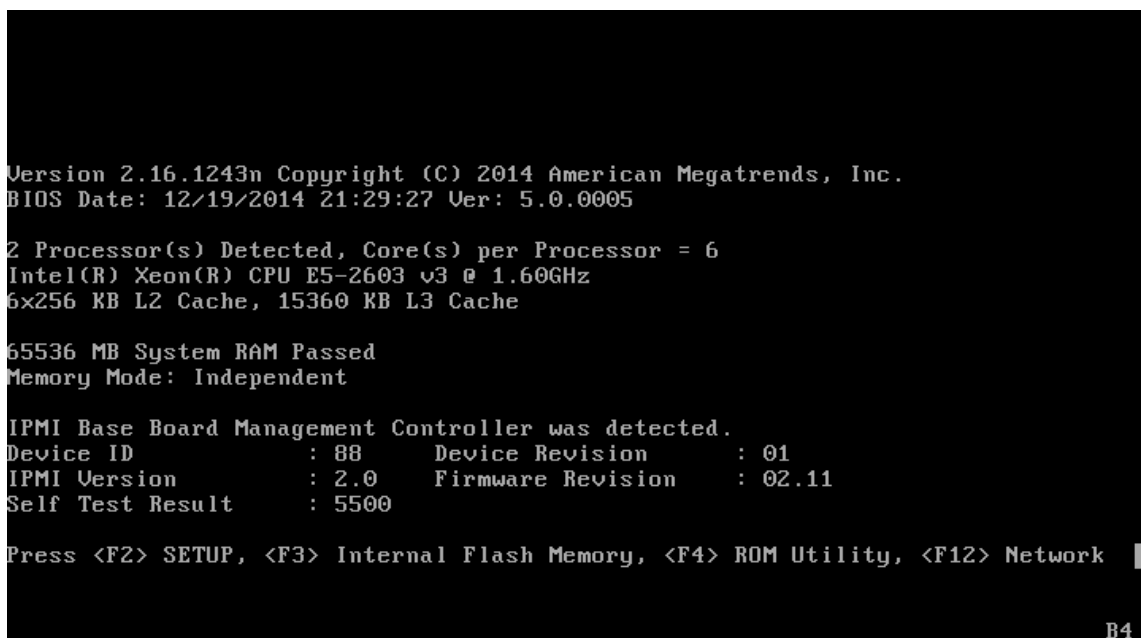 Version 2.16.1243n Copyright (C) 2014 American Megatrends, Inc.
BIOS Date: 12/19/2014 21:29:27 Ver: 5.0.0005
2 Processor(s) Detected, Core(s) per Processor = 6
Intel(R) Xeon(R) CPU E5-2603 v3 @ 1.60GHz
6x256 KB L2 Cache, 15360 KB L3 Cache
65536 MB System RAM Passed
Memory Mode: Independent
IPMI Base Board Management Controller was detected.
Device ID : 88 Device Revision : 01
IPMI Version : 2.0 Firmware Revision : 02.11
Self Test Result : 5500
Press <F2> SETUP, <F3> Internal Flash Memory, <F4> ROM Utility, <F12> Network
B4